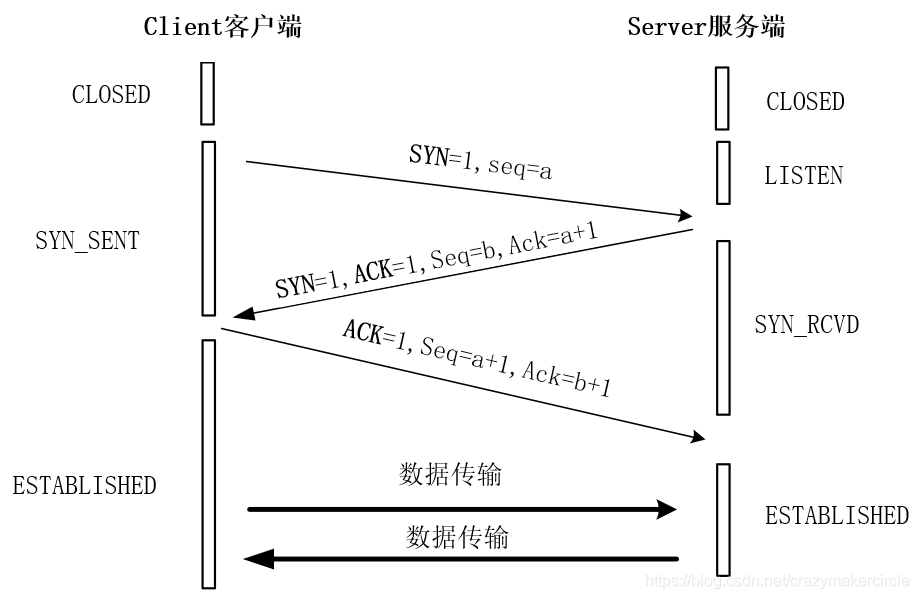 Client客户端
Server服务端
CLOSED
CLOSED
SYN=1,seq=a
LISTEN
SYN_SENT
SYN=1,ACK=1,Seq=b,Ack=a+1
SYN_RCVD
ACK=1,Seq=a+1,Ack=b+1
数据传输
ESTABLISHED
ESTABLISHED
数据传输
https://blog.csdn.net/crazymakercircle